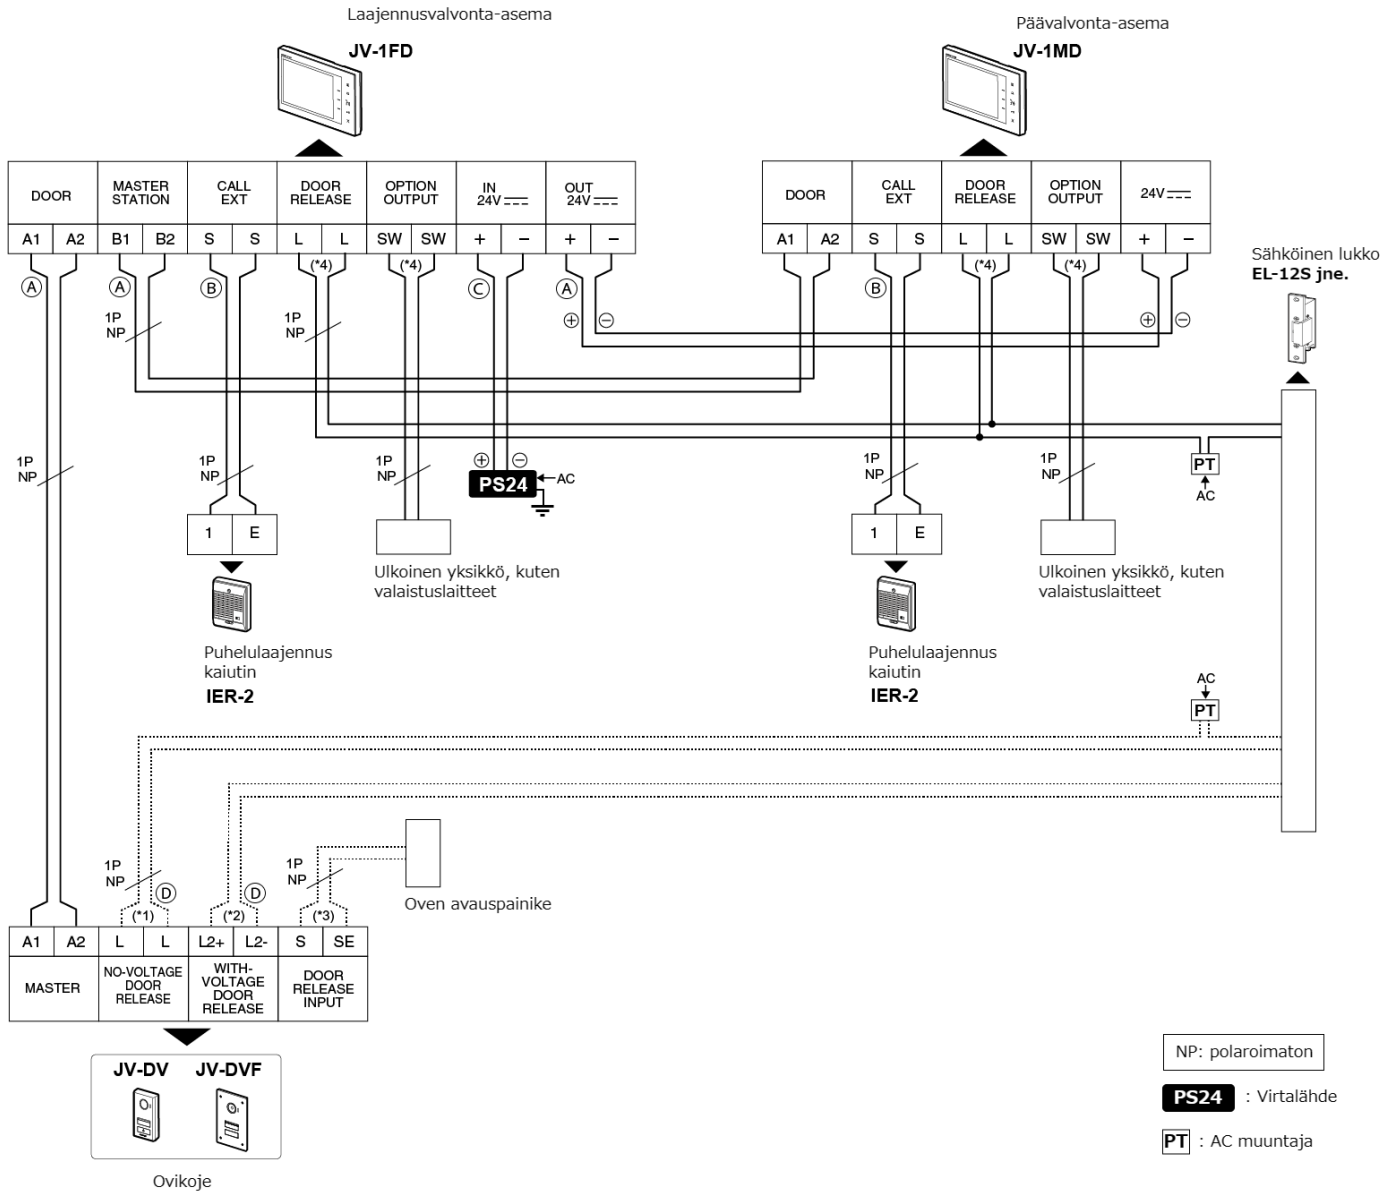 Laajennusvalvonta-asema
JV-1FD
Päävalvonta-asema
JV-1MD
DOOR
MASTER
STATION
CALL
EXT
DOOR
RELEASE
OPTION
OUTPUT
IN
24V
OUT
24V
A1 A2 B1 B2 S S L L SW SW + − + −
DOOR
CALL
EXT
DOOR
RELEASE
OPTION
OUTPUT
24V
A1 A2 S S L L SW SW + −
Sähköinen lukko
EL-12S jne.
(*4) (*4) (*4) (*4)
A A B C A B
1P
NP
1P
NP
+ − + −
1P
NP
1P
NP
1P
NP
+ −
PS24
AC
1P
NP
1P
NP
PT
AC
1 E
1 E
Ulkoinen yksikkö, kuten
valaistuslaitteet
Ulkoinen yksikkö, kuten
valaistuslaitteet
Puhelulaajennus
kaiutin
IER-2
Puhelulaajennus
kaiutin
IER-2
AC
PT
1P
NP
D
D
1P
NP
Oven avauspainike
(*1) (*2) (*3)
A1 A2 L L L2+ L2- S SE
MASTER
NO-VOLTAGE
DOOR
RELEASE
WITH-
VOLTAGE
DOOR
RELEASE
DOOR
RELEASE
INPUT
JV-DV JV-DVF
Ovikoje
NP: polaroimaton
PS24 : Virtalähde
PT : AC muuntaja